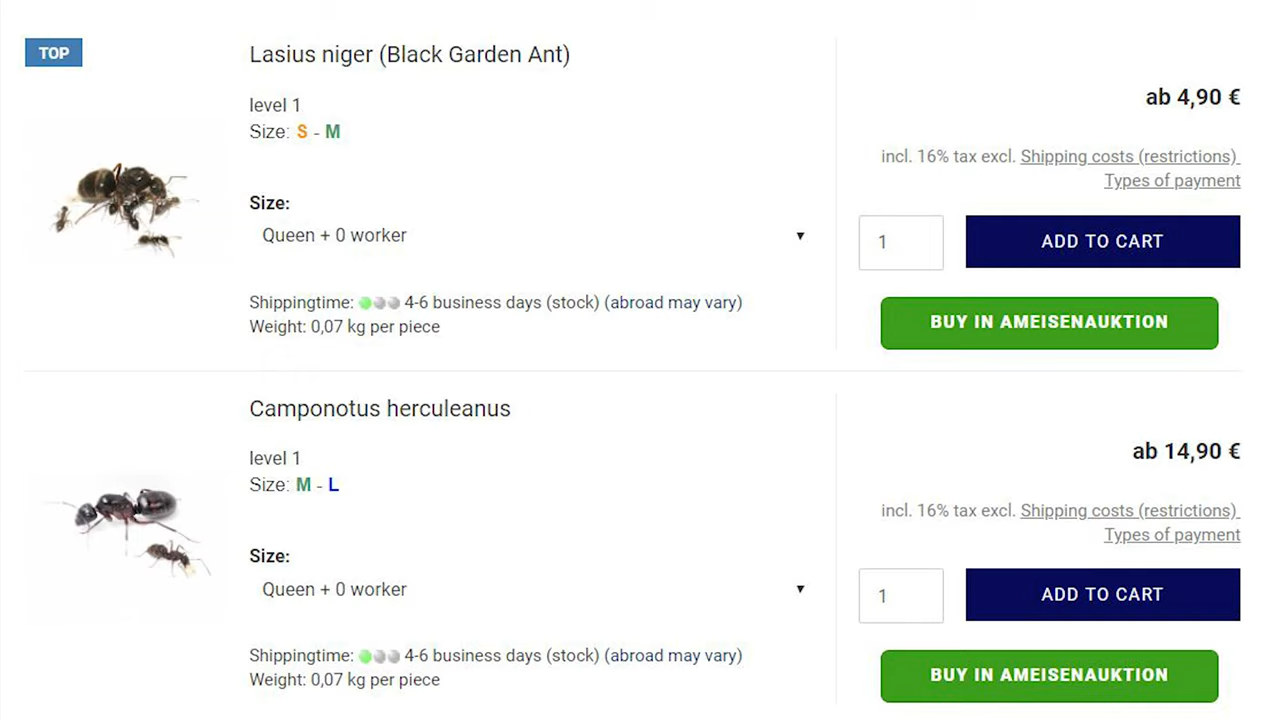 TOP
Lasius niger (Black Garden Ant)
level 1
Size: S - M
Size:
Queen + 0 worker ▼
Shippingtime: 4-6 business days (stock) (abroad may vary)
Weight: 0,07 kg per piece
ab 4,90 €
incl. 16% tax excl. Shipping costs (restrictions)
Types of payment
1
ADD TO CART
BUY IN AMEISENAUKTION
Camponotus herculeanus
level 1
Size: M - L
Size:
Queen + 0 worker ▼
Shippingtime: 4-6 business days (stock) (abroad may vary)
Weight: 0,07 kg per piece
ab 14,90 €
incl. 16% tax excl. Shipping costs (restrictions)
Types of payment
1
ADD TO CART
BUY IN AMEISENAUKTION